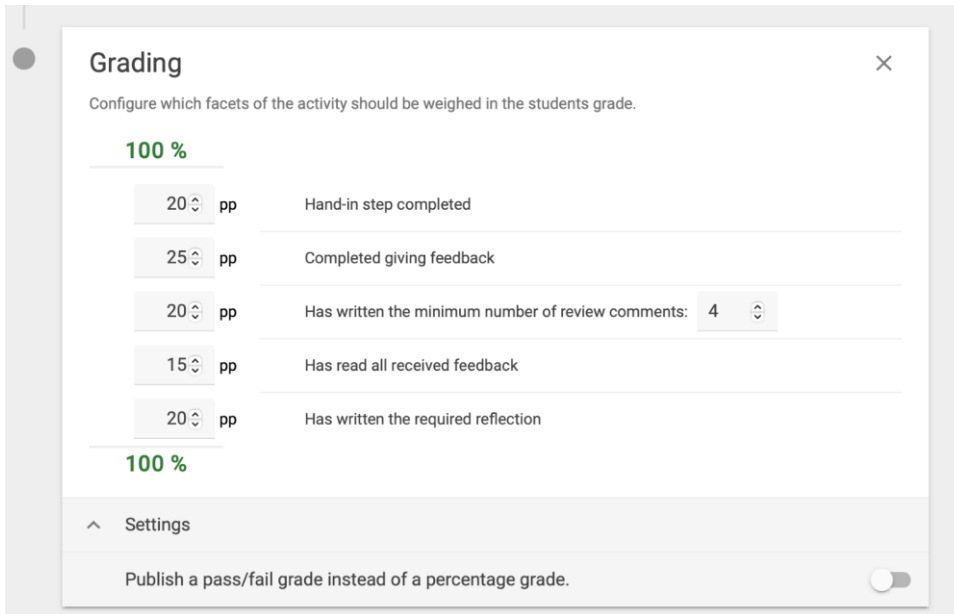 Grading
Configure which facets of the activity should be weighed in the students grade.
100 %
20 pp Hand-in step completed
25 pp Completed giving feedback
20 pp Has written the minimum number of review comments: 4
15 pp Has read all received feedback
20 pp Has written the required reflection
100 %
Settings
Publish a pass/fail grade instead of a percentage grade.